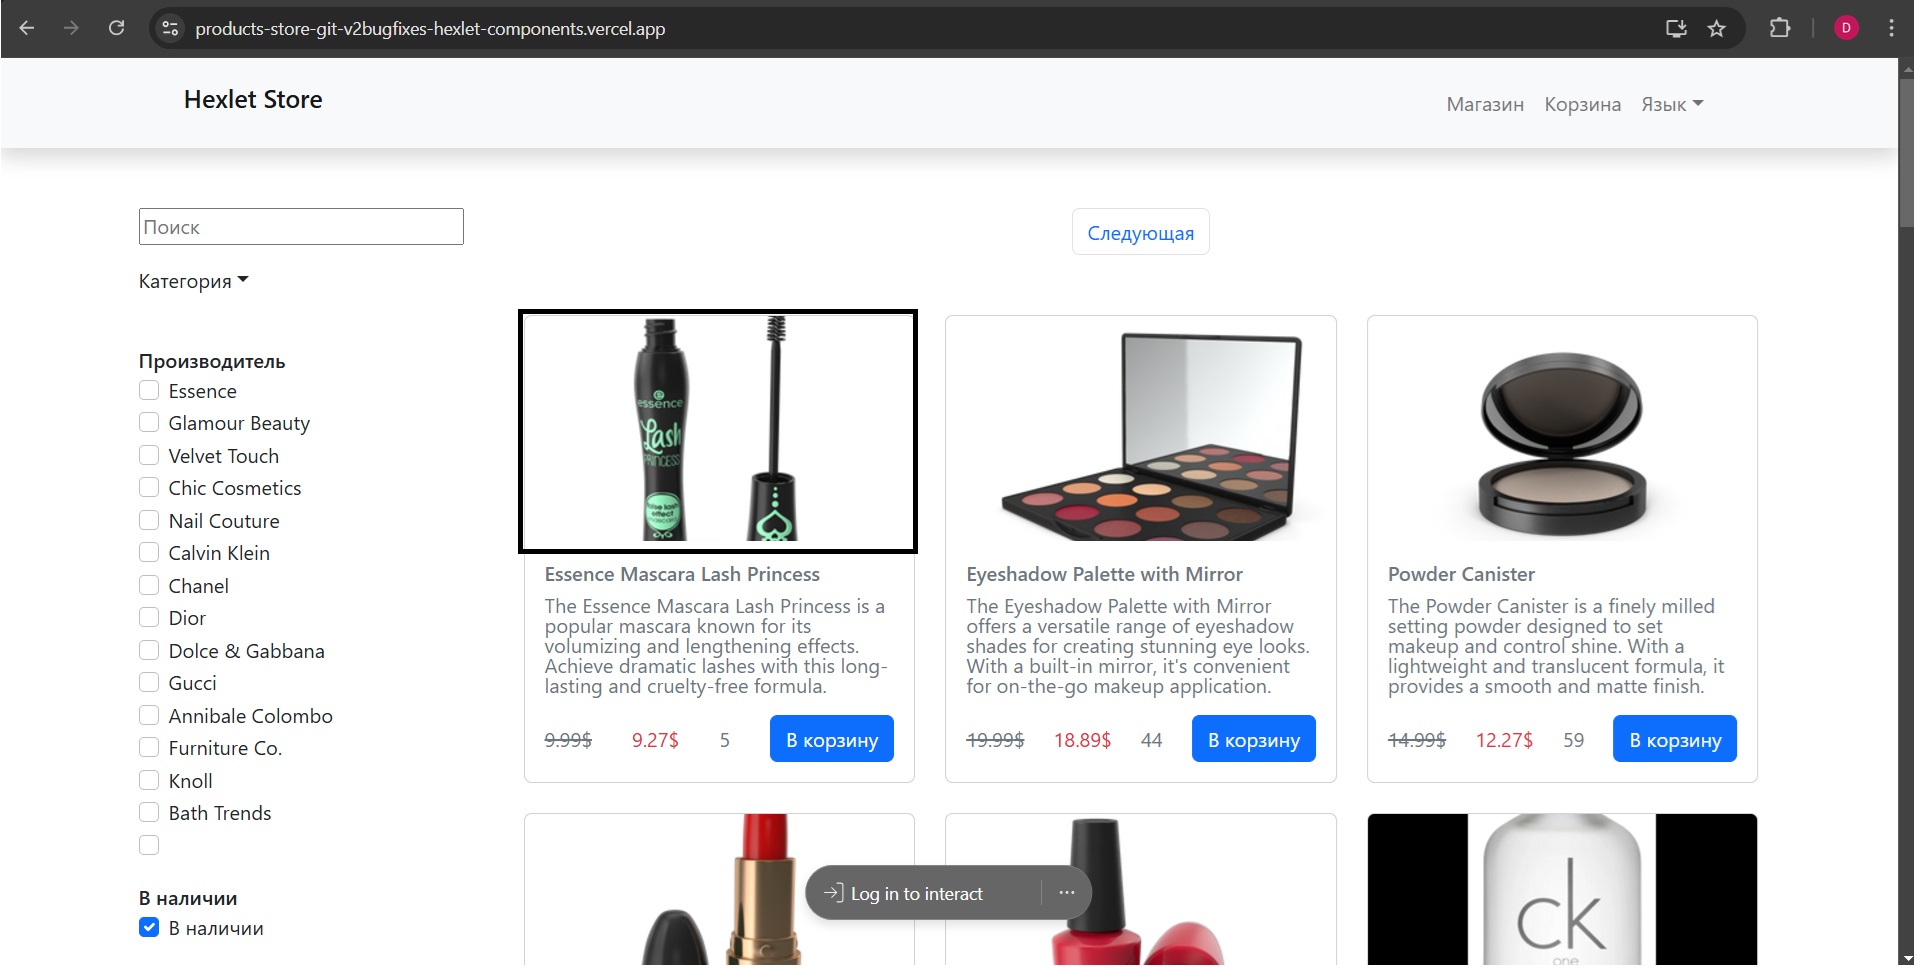 products-store-git-v2bugfixes-hexlet-components.vercel.app
D
Hexlet Store
Магазин Корзина Язык
Поиск
Следующая
Категория
Производитель
Essence
Glamour Beauty
Velvet Touch
Chic Cosmetics
Nail Couture
Calvin Klein
Chanel
Dior
Dolce & Gabbana
Gucci
Annibale Colombo
Furniture Co.
Knoll
Bath Trends
В наличии
В наличии
essence
Lash
PRINCESS
false lash
effect
mascara
Essence Mascara Lash Princess
The Essence Mascara Lash Princess is a
popular mascara known for its
volumizing and lengthening effects.
Achieve dramatic lashes with this long-
lasting and cruelty-free formula.
9.99$ 9.27$ 5 В корзину
Eyeshadow Palette with Mirror
The Eyeshadow Palette with Mirror
offers a versatile range of eyeshadow
shades for creating stunning eye looks.
With a built-in mirror, it's convenient
for on-the-go makeup application.
19.99$ 18.89$ 44 В корзину
Powder Canister
The Powder Canister is a finely milled
setting powder designed to set
makeup and control shine. With a
lightweight and translucent formula, it
provides a smooth and matte finish.
14.99$ 12.27$ 59 В корзину
ck
one
Log in to interact